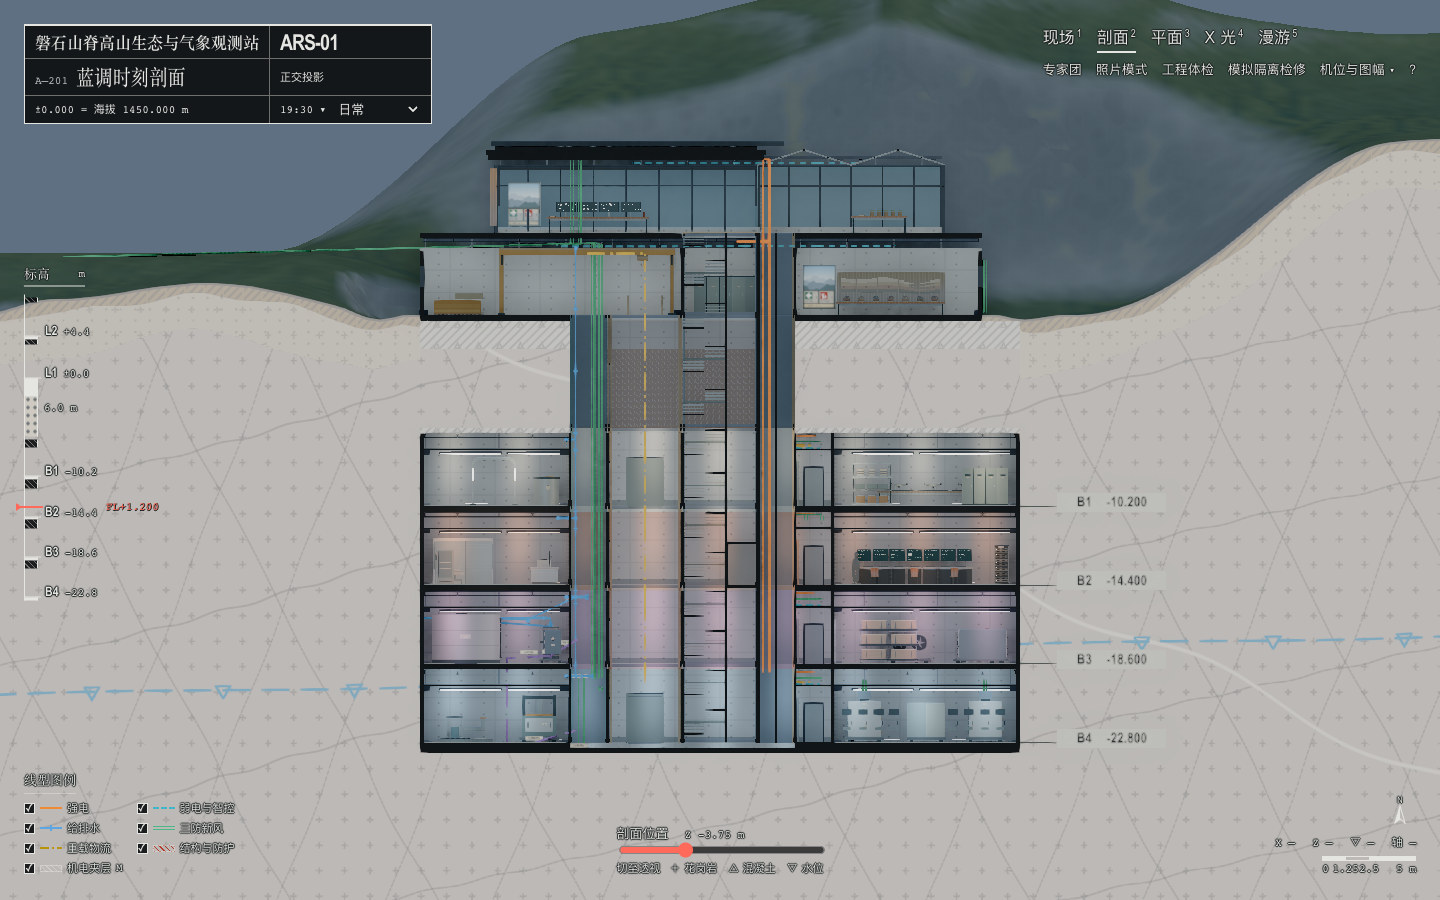 磐石山脊高山生态与气象观测站 ARS-01
A—201 蓝调时刻剖面 正交投影
±0.000 = 海拔 1450.000 m 19:30 ▾ 日常
现场1 剖面2 平面3 X 光4 漫游5
专家团 照片模式 工程体检 模拟隔离检修 机位与图幅 ▾ ?
标高 m
L2 +4.4
L1 ±0.0
6.0 m
B1 −10.2
B2 −14.4 FL+1.200
B3 −18.6
B4 −22.8
B1 -10.200
B2 -14.400
B3 -18.600
B4 -22.800
线型图例
强电 弱电与智控
给排水 三防新风
重载物流 结构与防护
机电夹层 M
剖面位置 Z −3.75 m
切至透视 + 花岗岩 △ 混凝土 ▽ 水位
N
X — Z — ▽ — 轴 —
0 1.25 2.5 5 m